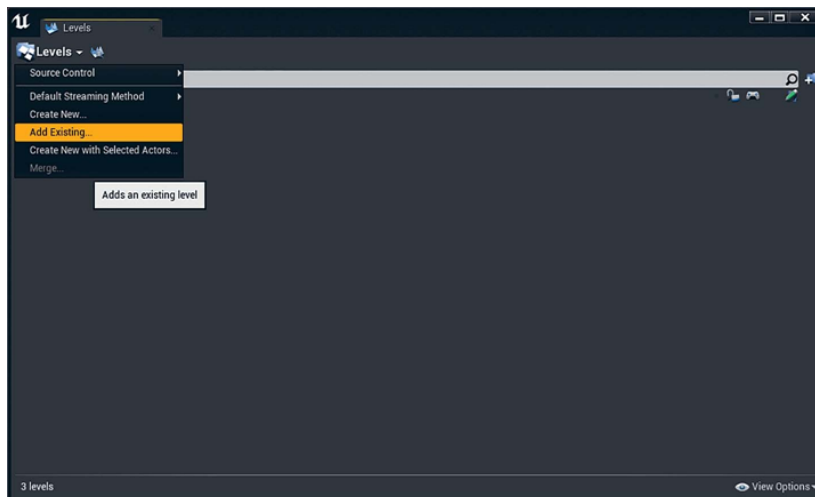 Levels
Levels
Source Control
Default Streaming Method
Create New...
Add Existing...
Create New with Selected Actors...
Merge...
Adds an existing level
3 levels
View Options